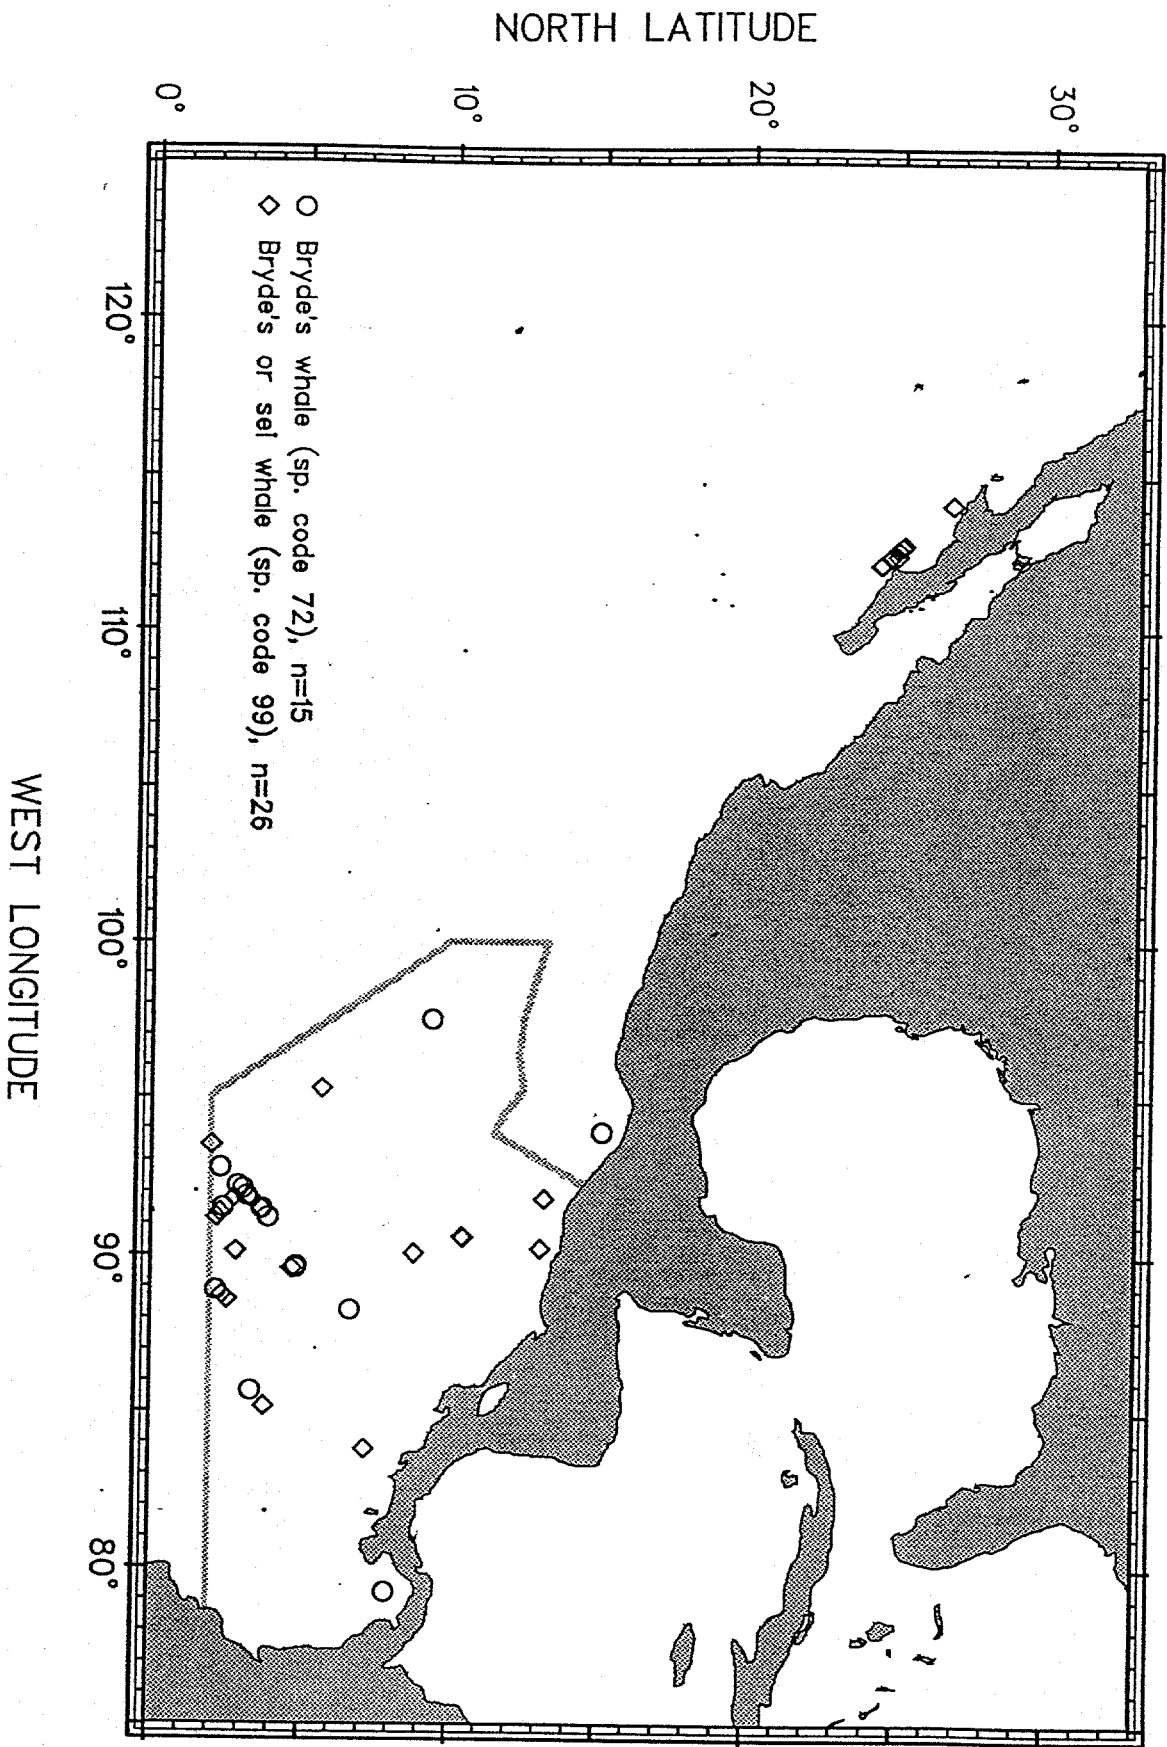 NORTH LATITUDE
30°
20°
10°
0°
○ Bryde's whale (sp. code 72), n=15
◇ Bryde's or sei whale (sp. code 99), n=26
120°
110°
100°
90°
80°
WEST LONGITUDE